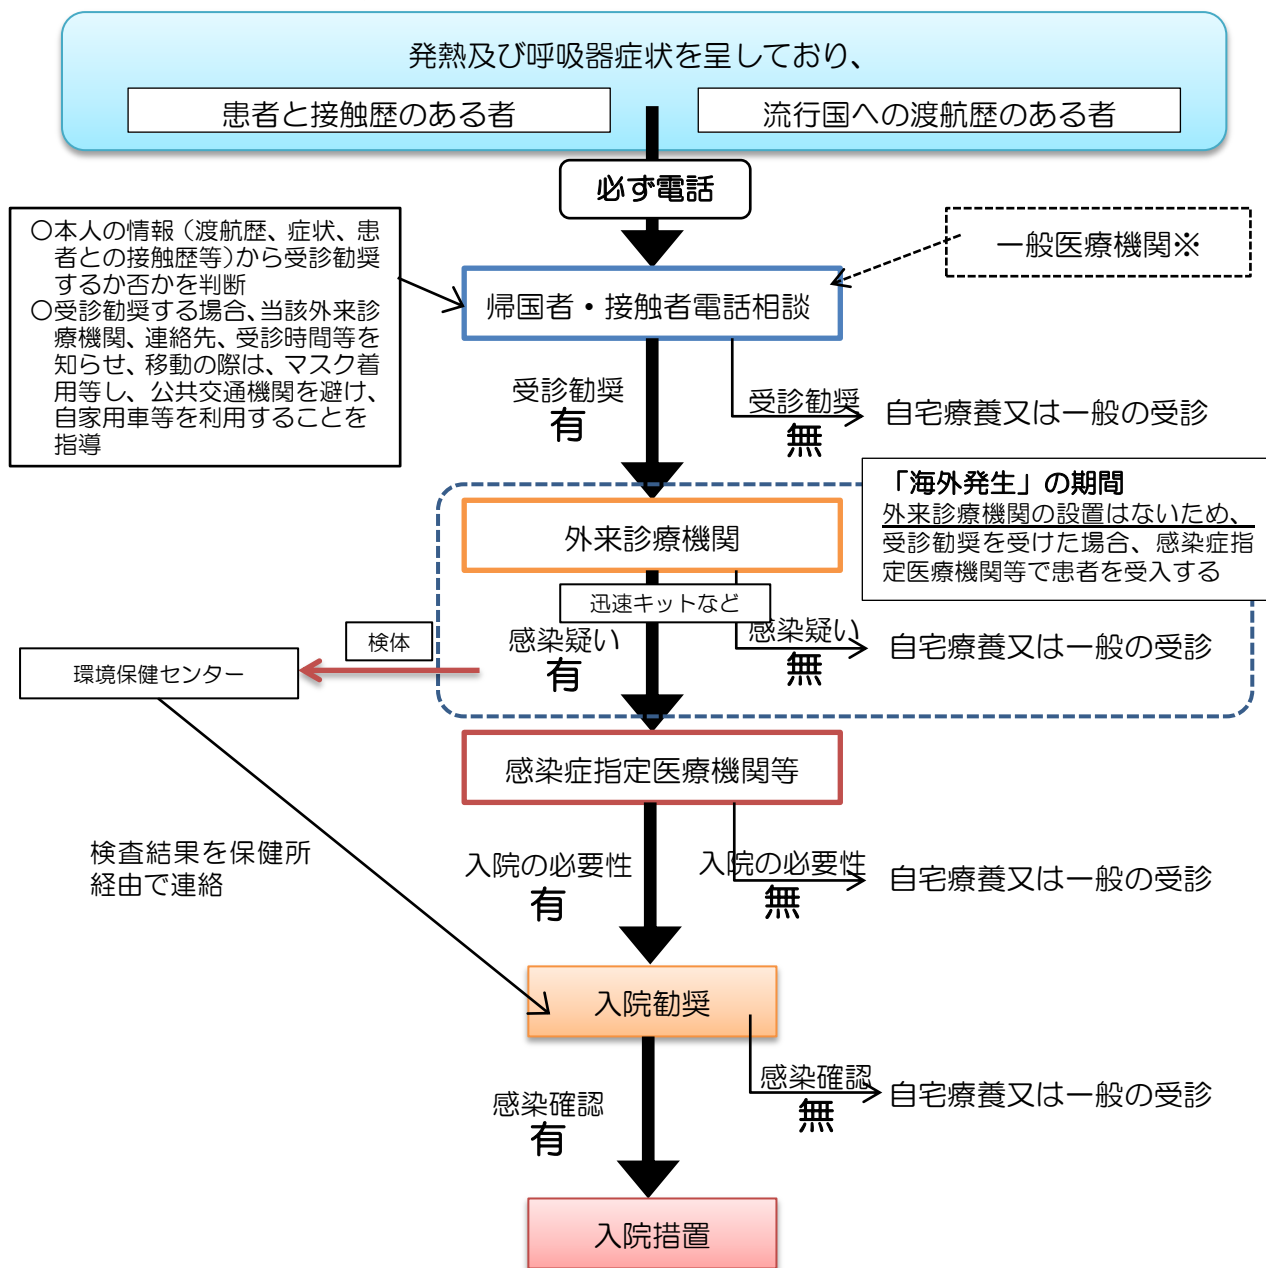 発熱及び呼吸器症状を呈しており、
患者と接触歴のある者
流行国への渡航歴のある者
必ず電話
○本人の情報（渡航歴、症状、患
者との接触歴等）から受診勧奨
するか否かを判断
○受診勧奨する場合、当該外来診
療機関、連絡先、受診時間等を
知らせ、移動の際は、マスク着
用等し、公共交通機関を避け、
自家用車等を利用することを
指導
一般医療機関※
帰国者・接触者電話相談
受診勧奨
有
受診勧奨
無
自宅療養又は一般の受診
「海外発生」の期間
外来診療機関の設置はないため、
受診勧奨を受けた場合、感染症指
定医療機関等で患者を受入する
外来診療機関
迅速キットなど
感染疑い
有
感染疑い
無
自宅療養又は一般の受診
検体
環境保健センター
感染症指定医療機関等
検査結果を保健所
経由で連絡
入院の必要性
有
入院の必要性
無
自宅療養又は一般の受診
入院勧奨
感染確認
有
感染確認
無
自宅療養又は一般の受診
入院措置